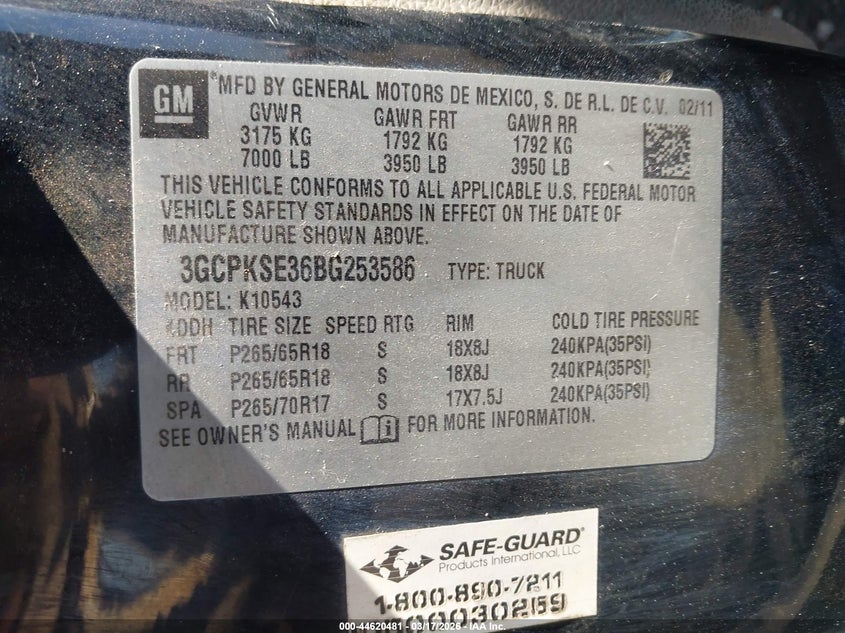 GM
*MFD BY GENERAL MOTORS DE MEXICO, S. DE R.L. DE C.V. 02/11
GVWR GAWR FRT GAWR RR
3175 KG 1792 KG 1792 KG
7000 LB 3950 LB 3950 LB
THIS VEHICLE CONFORMS TO ALL APPLICABLE U.S. FEDERAL MOTOR
VEHICLE SAFETY STANDARDS IN EFFECT ON THE DATE OF
MANUFACTURE SHOWN ABOVE.
3GCPKSE36BG253586 TYPE: TRUCK
MODEL: K10543
KDDH TIRE SIZE SPEED RTG RIM COLD TIRE PRESSURE
FRT P265/65R18 S 18X8J 240KPA(35PSI)
RR P265/65R18 S 18X8J 240KPA(35PSI)
SPA P265/70R17 S 17X7.5J 240KPA(35PSI)
SEE OWNER'S MANUAL FOR MORE INFORMATION.
SAFE-GUARD®
Products International, LLC
1-800-890-7211
000-44620481 - 03/17/2026 - IAA Inc.